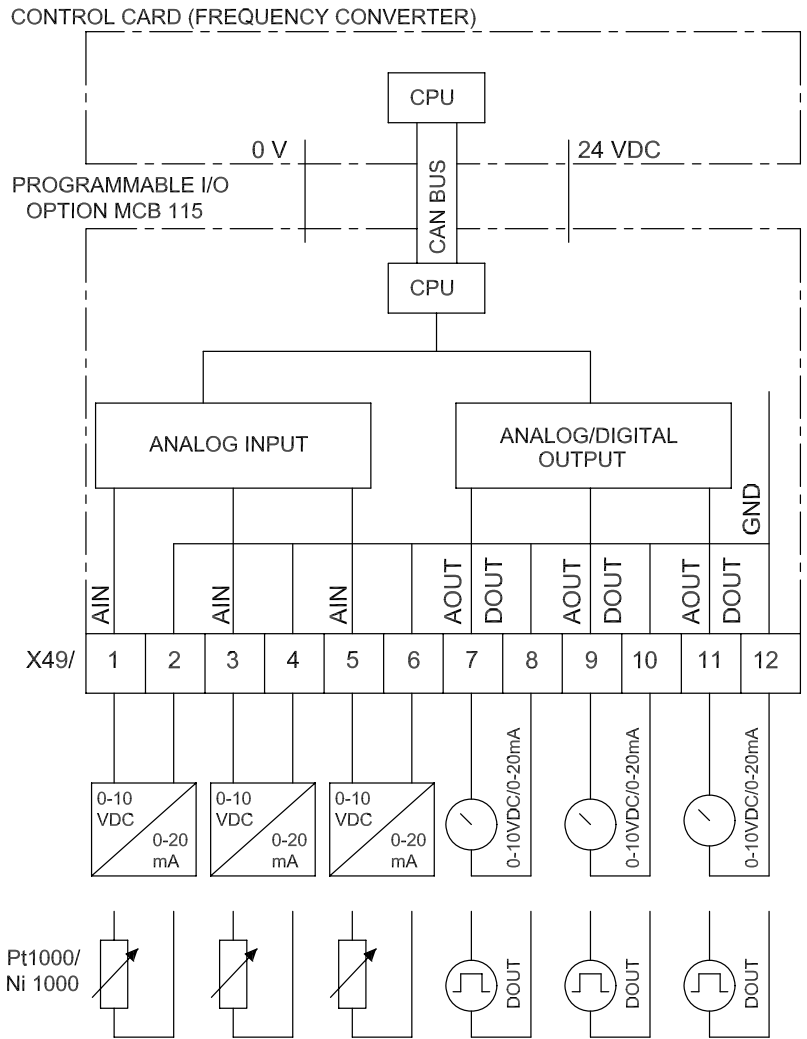 CONTROL CARD (FREQUENCY CONVERTER)
CPU
0 V
24 VDC
CAN BUS
PROGRAMMABLE I/O
OPTION MCB 115
CPU
ANALOG INPUT
ANALOG/DIGITAL
OUTPUT
GND
AIN
AIN
AIN
AOUT
DOUT
AOUT
DOUT
AOUT
DOUT
X49/ 1 2 3 4 5 6 7 8 9 10 11 12
0-10
VDC
0-20
mA
0-10
VDC
0-20
mA
0-10
VDC
0-20
mA
0-10VDC/0-20mA
0-10VDC/0-20mA
0-10VDC/0-20mA
Pt1000/
Ni 1000
DOUT
DOUT
DOUT